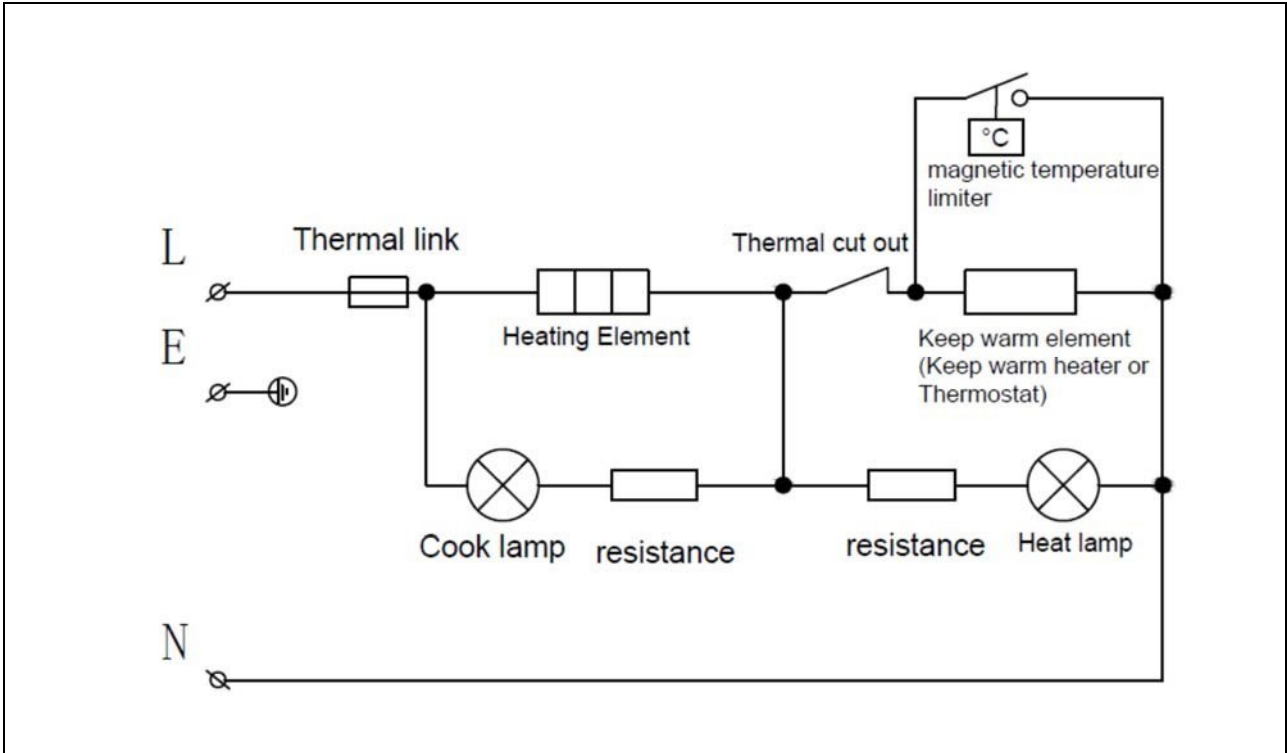 °C
magnetic temperature
limiter
L
Thermal link
Thermal cut out
E
Heating Element
Keep warm element
(Keep warm heater or
Thermostat)
Cook lamp
resistance
resistance
Heat lamp
N